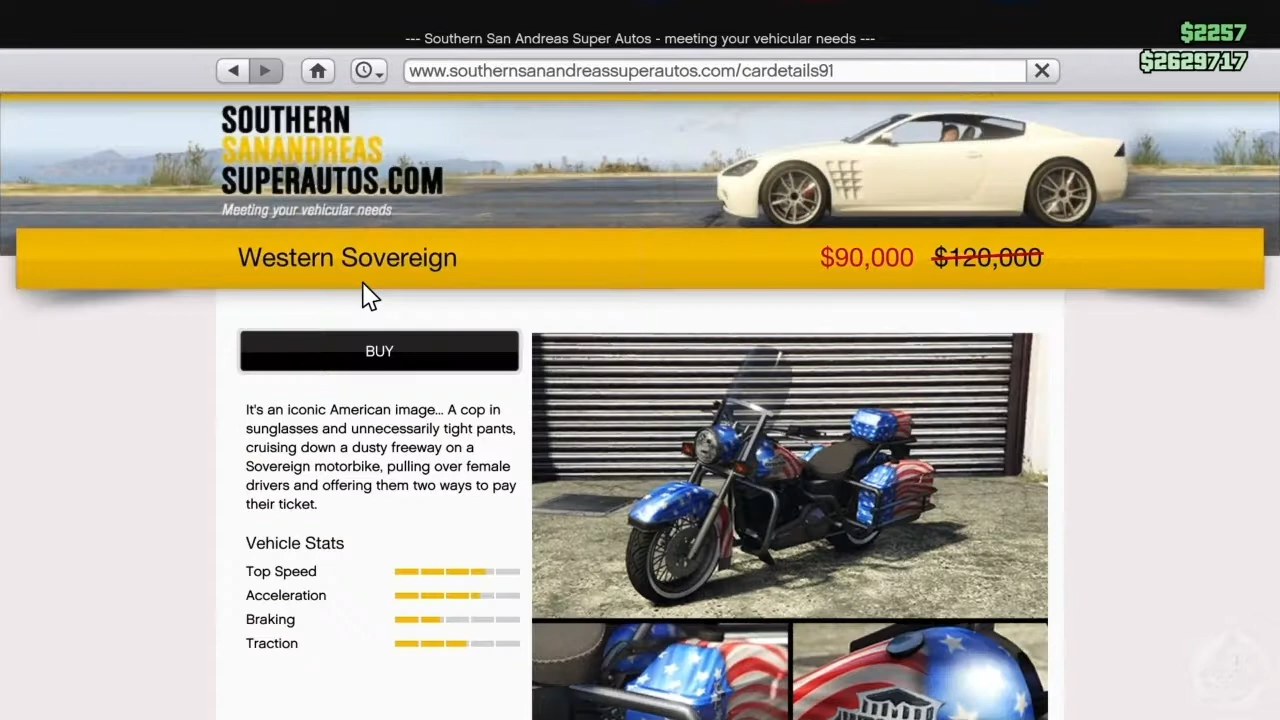 --- Southern San Andreas Super Autos - meeting your vehicular needs ---
$2257
$2629717
www.southernsanandreassuperautos.com/cardetails91
SOUTHERN
SANANDREAS
SUPERAUTOS.COM
Meeting your vehicular needs
Western Sovereign
$90,000 $120,000
BUY
It's an iconic American image... A cop in
sunglasses and unnecessarily tight pants,
cruising down a dusty freeway on a
Sovereign motorbike, pulling over female
drivers and offering them two ways to pay
their ticket.
Vehicle Stats
Top Speed
Acceleration
Braking
Traction